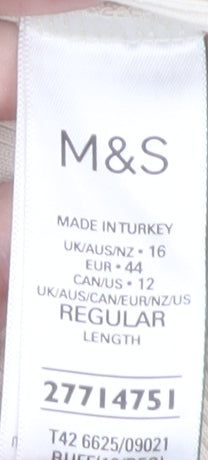 M&S
MADE IN TURKEY
UK/AUS/NZ • 16
EUR • 44
CAN/US • 12
UK/AUS/CAN/EUR/NZ/US
REGULAR
LENGTH
27714751
T42 6625/09021